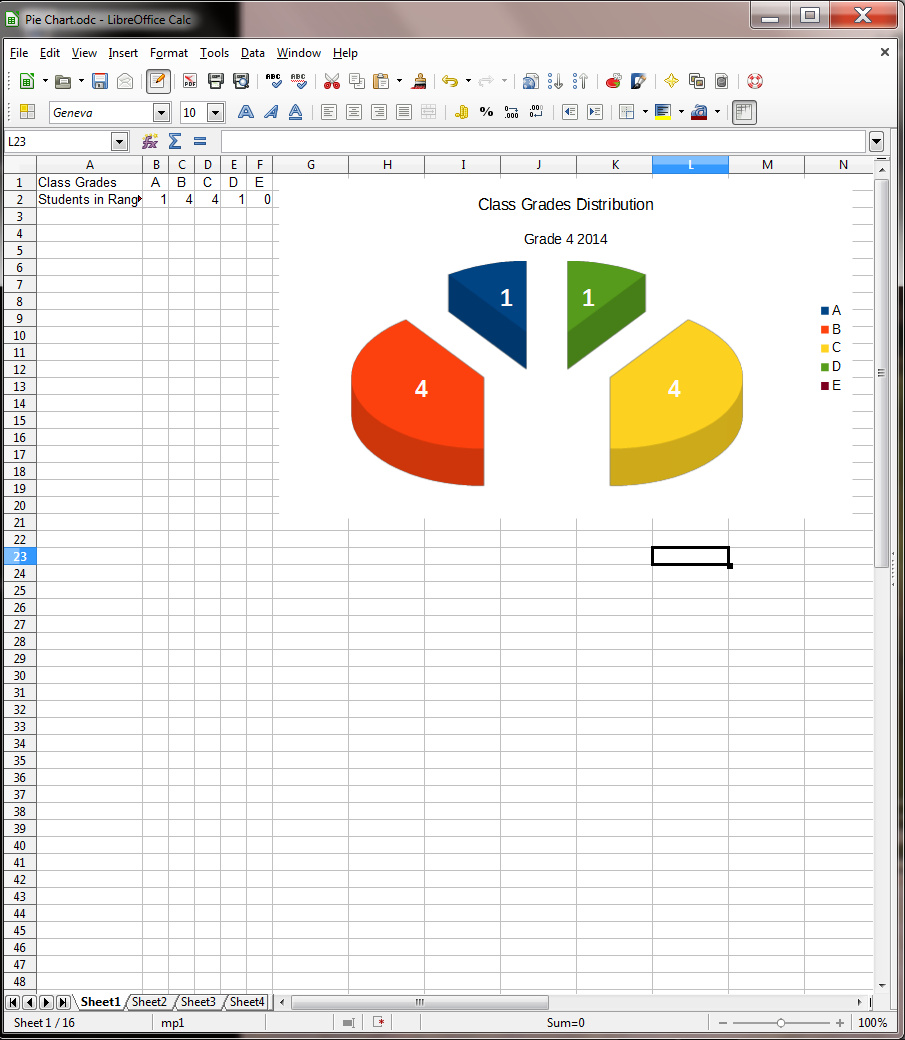 Pie Chart.odc - LibreOffice Calc
File Edit View Insert Format Tools Data Window Help
PDF ABC ABC
Geneva 10 % .000 .00
L23
A B C D E F G H I J K L M N
1 Class Grades A B C D E
2 Students in Rang 1 4 4 1 0
Class Grades Distribution
Grade 4 2014
1 1
4 4
A
B
C
D
E
3
4
5
6
7
8
9
10
11
12
13
14
15
16
17
18
19
20
21
22
23
24
25
26
27
28
29
30
31
32
33
34
35
36
37
38
39
40
41
42
43
44
45
46
47
48
Sheet1 Sheet2 Sheet3 Sheet4
Sheet 1 / 16 mp1 Sum=0 100%